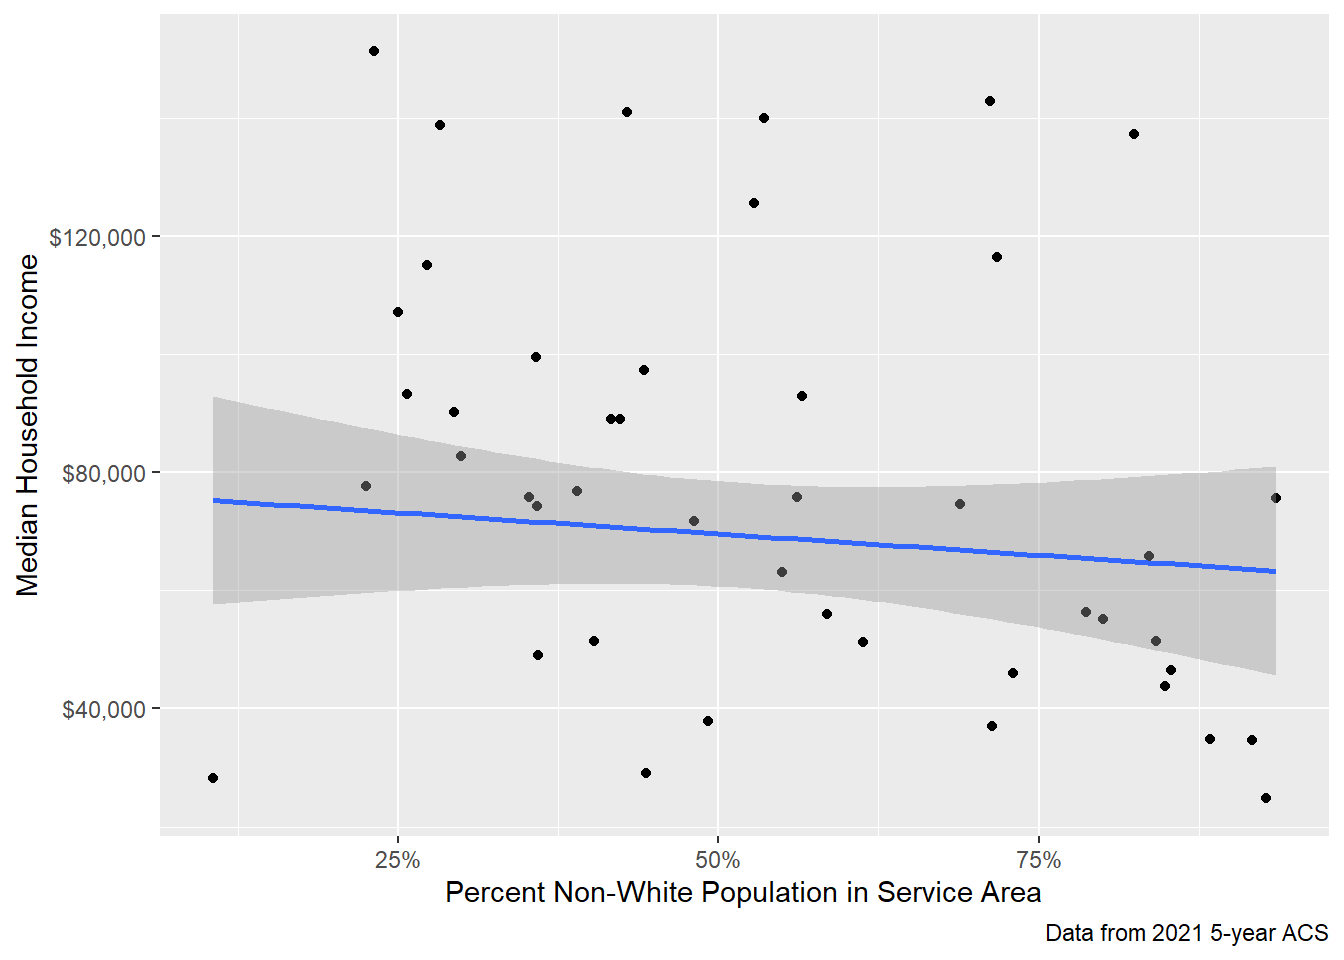 $120,000
$80,000
$40,000
Median Household Income
25%
50%
75%
Percent Non-White Population in Service Area
Data from 2021 5-year ACS